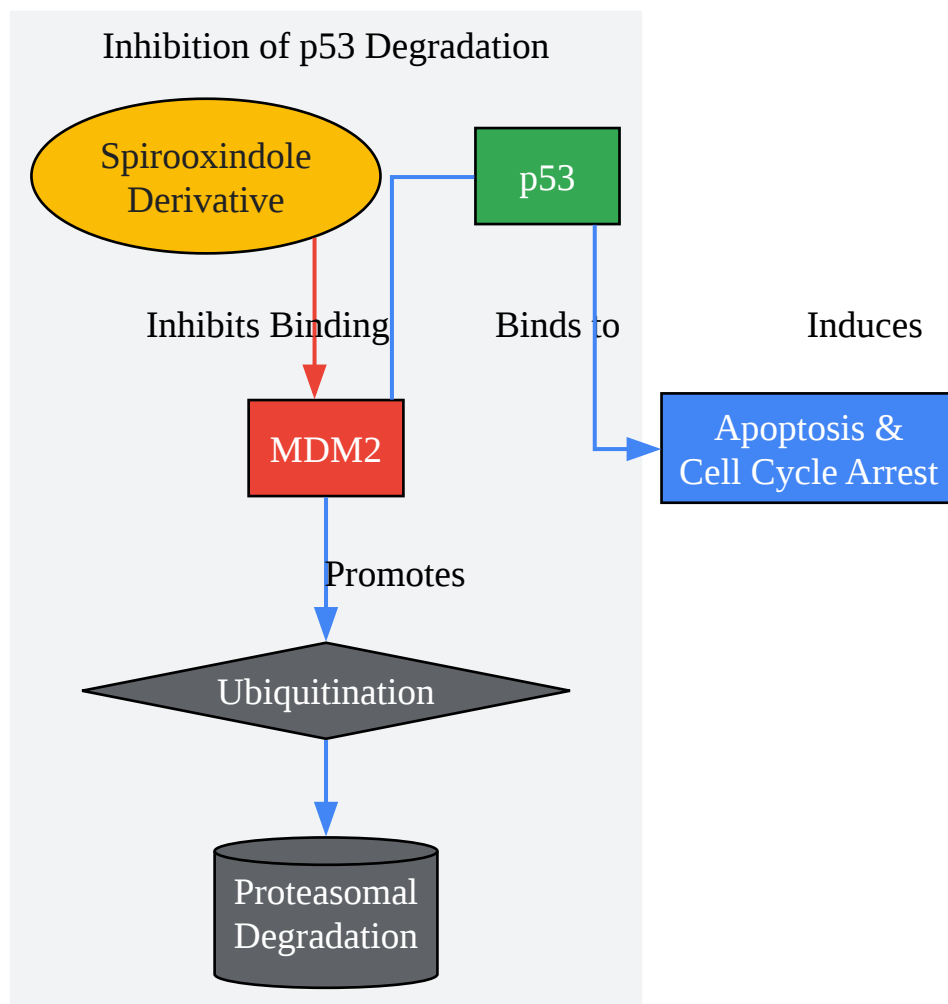 Inhibition of p53 Degradation
Spirooxindole
Derivative
p53
Inhibits Binding
Binds to
Induces
MDM2
Apoptosis &
Cell Cycle Arrest
Promotes
Ubiquitination
Proteasomal
Degradation